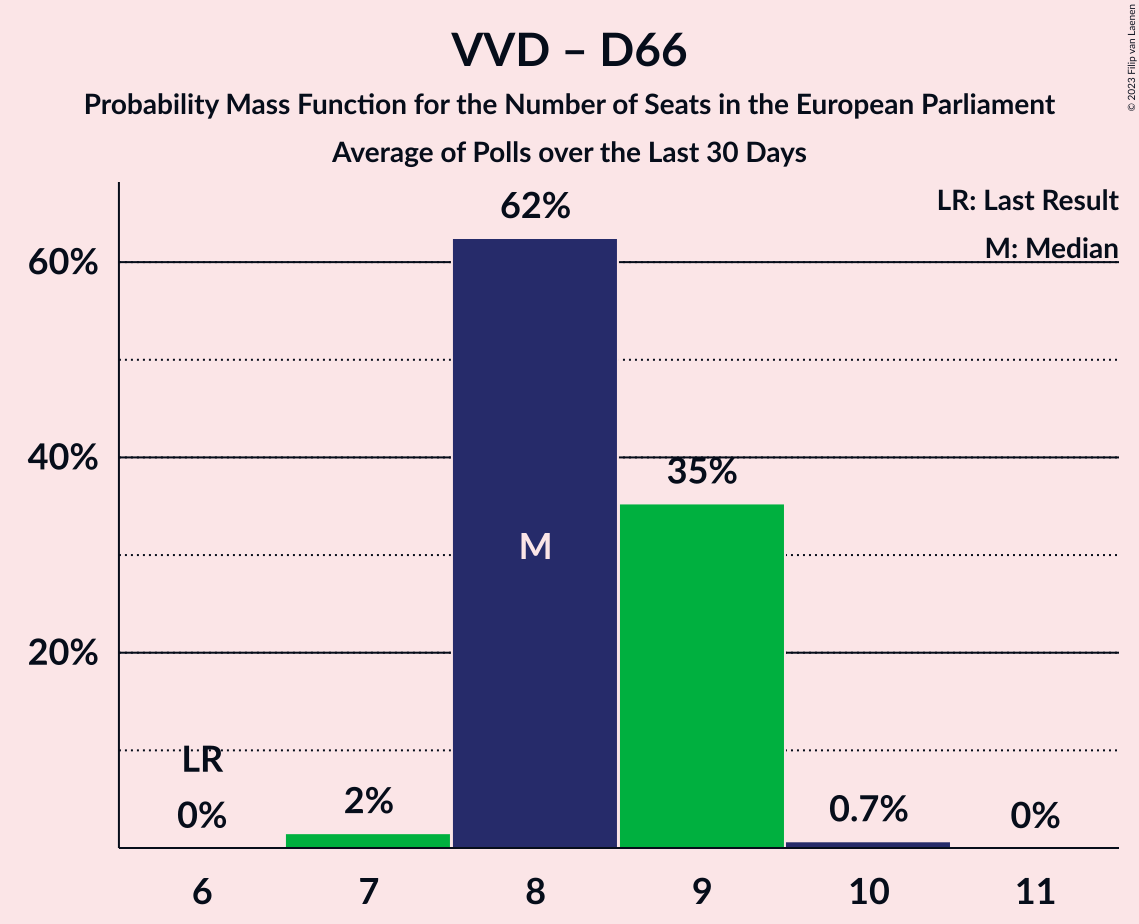 VVD – D66
Probability Mass Function for the Number of Seats in the European Parliament
Average of Polls over the Last 30 Days
© 2023 Filip van Laenen
LR: Last Result
M: Median
62%
60%
40%
35%
M
20%
LR
0%
2%
0.7%
0%
6 7 8 9 10 11